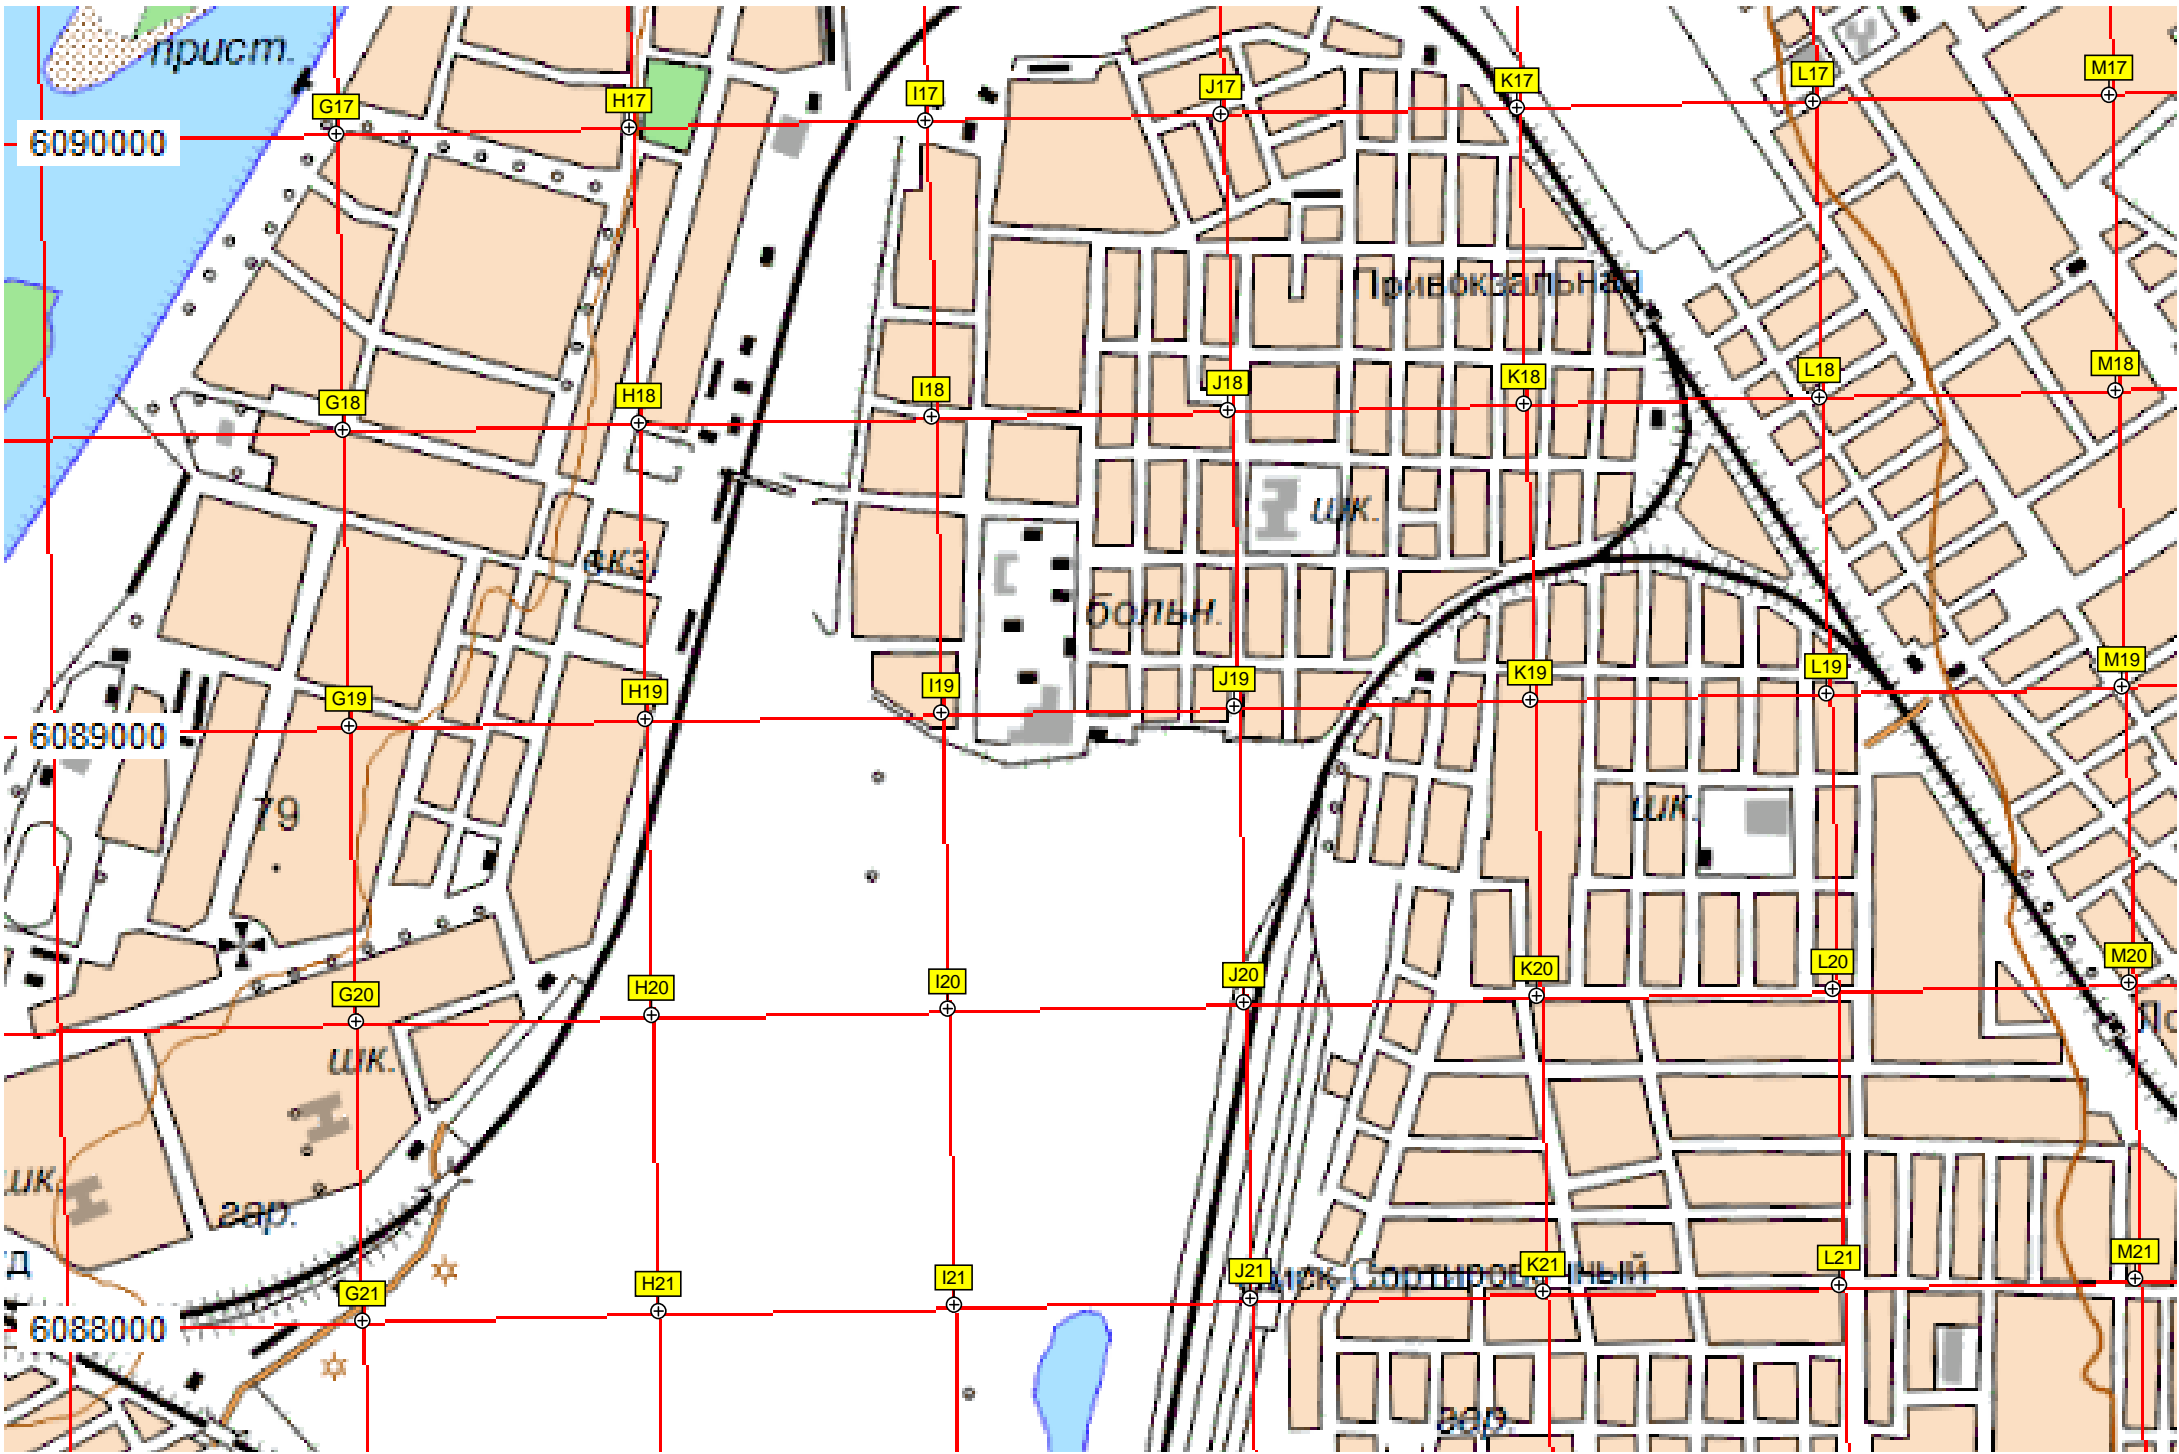 прист.
G17 H17 I17 J17 K17 L17 M17
6090000
Привокзальная
G18 H18 I18 J18 K18 L18 M18
шк.
больн.
G19 H19 I19 J19 K19 L19 M19
6089000
79
шк.
G20 H20 I20 J20 K20 L20 M20
шк.
шк.
гар.
G21 H21 I21 J21 K21 L21 M21
6088000
гар.